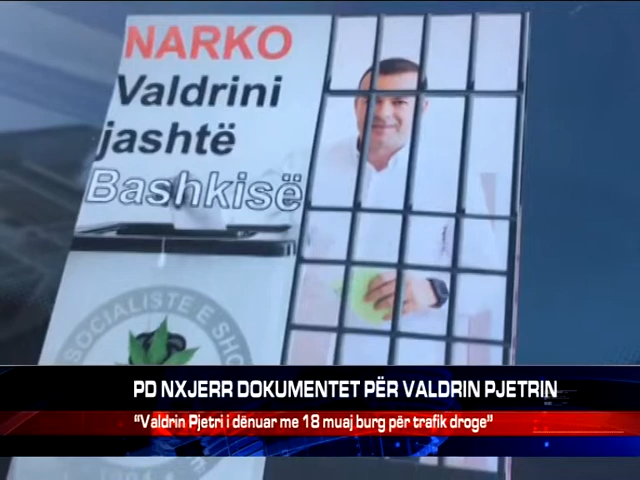 NARKO
Valdrini
jashtë
Bashkisë
SOCIALISTE E SHQ
PD NXJERR DOKUMENTET PËR VALDRIN PJETRIN
“Valdrin Pjetri i dënuar me 18 muaj burg për trafik droge”